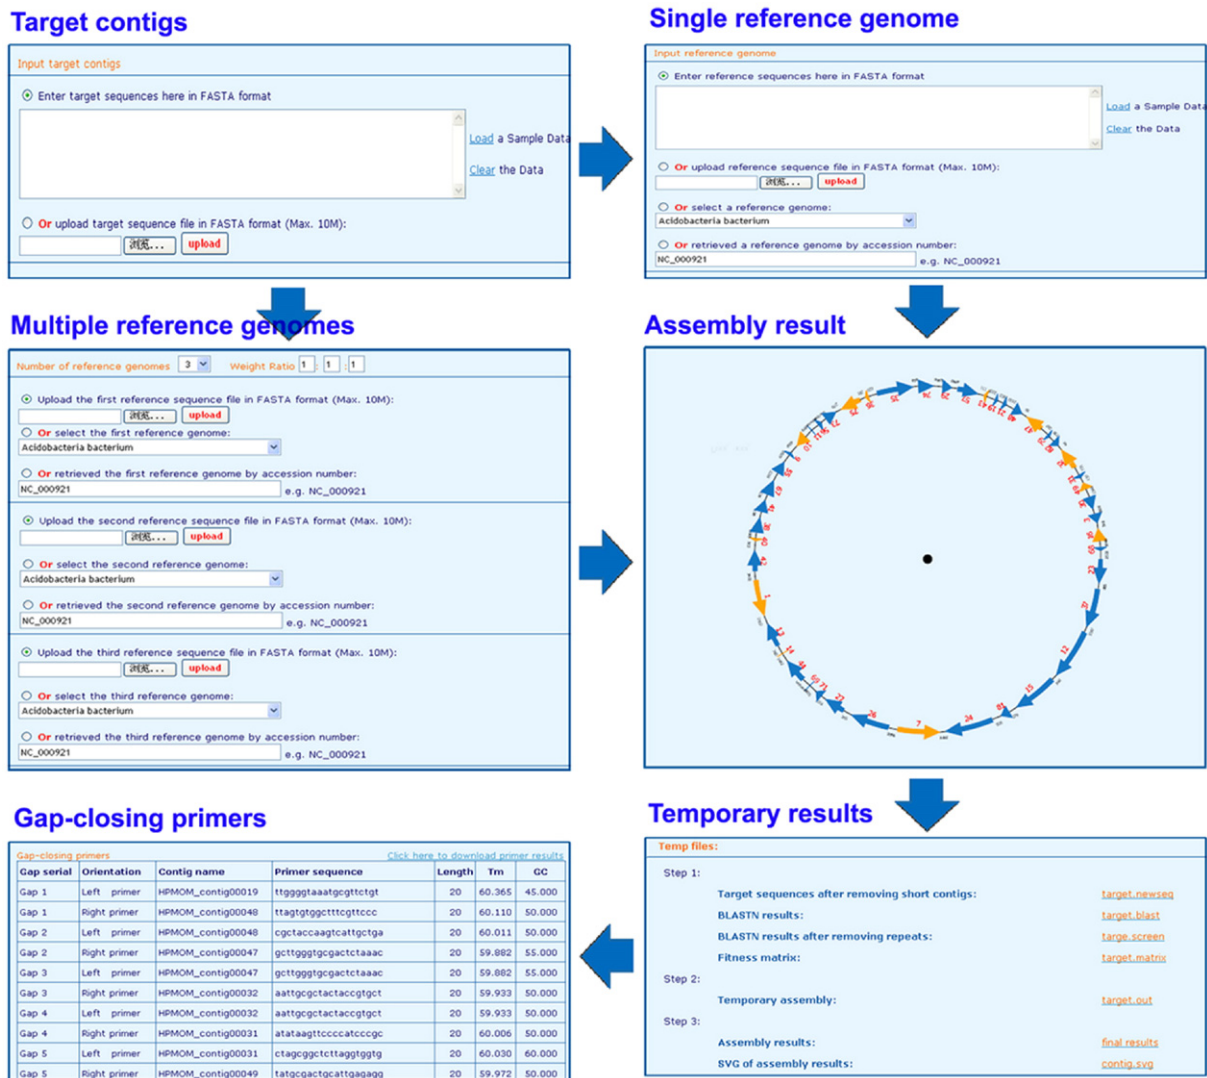 Target contigs
Input target contigs
Enter target sequences here in FASTA format
Load a Sample Data
Clear the Data
Or upload target sequence file in FASTA format (Max. 10M):
浏览... upload
Single reference genome
Input reference genome
Enter reference sequences here in FASTA format
Load a Sample Data
Clear the Data
Or upload reference sequence file in FASTA format (Max. 10M):
浏览... upload
Or select a reference genome:
Acidobacteria bacterium
Or retrieved a reference genome by accession number:
NC_000921 e.g. NC_000921
Multiple reference genomes
Number of reference genomes 3 Weight Ratio 1 : 1 : 1
Upload the first reference sequence file in FASTA format (Max. 10M):
浏览... upload
Or select the first reference genome:
Acidobacteria bacterium
Or retrieved the first reference genome by accession number:
NC_000921 e.g. NC_000921
Upload the second reference sequence file in FASTA format (Max. 10M):
浏览... upload
Or select the second reference genome:
Acidobacteria bacterium
Or retrieved the second reference genome by accession number:
NC_000921 e.g. NC_000921
Upload the third reference sequence file in FASTA format (Max. 10M):
浏览... upload
Or select the third reference genome:
Acidobacteria bacterium
Or retrieved the third reference genome by accession number:
NC_000921 e.g. NC_000921
Assembly result
Temporary results
Temp files:
Step 1:
Target sequences after removing short contigs: target.newseq
BLASTN results: target.blast
BLASTN results after removing repeats: targe.screen
Fitness matrix: target.matrix
Step 2:
Temporary assembly: target.out
Step 3:
Assembly results: final results
SVG of assembly results: contig.svg
Gap-closing primers
Gap-closing primers Click here to download primer results
Gap serial Orientation Contig name Primer sequence Length Tm GC
Gap 1 Left primer HPMOM_contig00019 ttggggtaaatgcgttctgt 20 60.365 45.000
Gap 1 Right primer HPMOM_contig00048 ttagtgtggctttcgttccc 20 60.110 50.000
Gap 2 Left primer HPMOM_contig00048 cgctaccaagtcattgctga 20 60.011 50.000
Gap 2 Right primer HPMOM_contig00047 gcttgggtgcgactctaaac 20 59.882 55.000
Gap 3 Left primer HPMOM_contig00047 gcttgggtgcgactctaaac 20 59.882 55.000
Gap 3 Right primer HPMOM_contig00032 aattgcgctactaccgtgct 20 59.933 50.000
Gap 4 Left primer HPMOM_contig00032 aattgcgctactaccgtgct 20 59.933 50.000
Gap 4 Right primer HPMOM_contig00031 atataagttccccatcccgc 20 60.006 50.000
Gap 5 Left primer HPMOM_contig00031 ctagcggctcttaggtggtg 20 60.030 60.000
Gap 5 Right primer HPMOM_contig00049 tatgcgactgcattgagagg 20 59.972 50.000